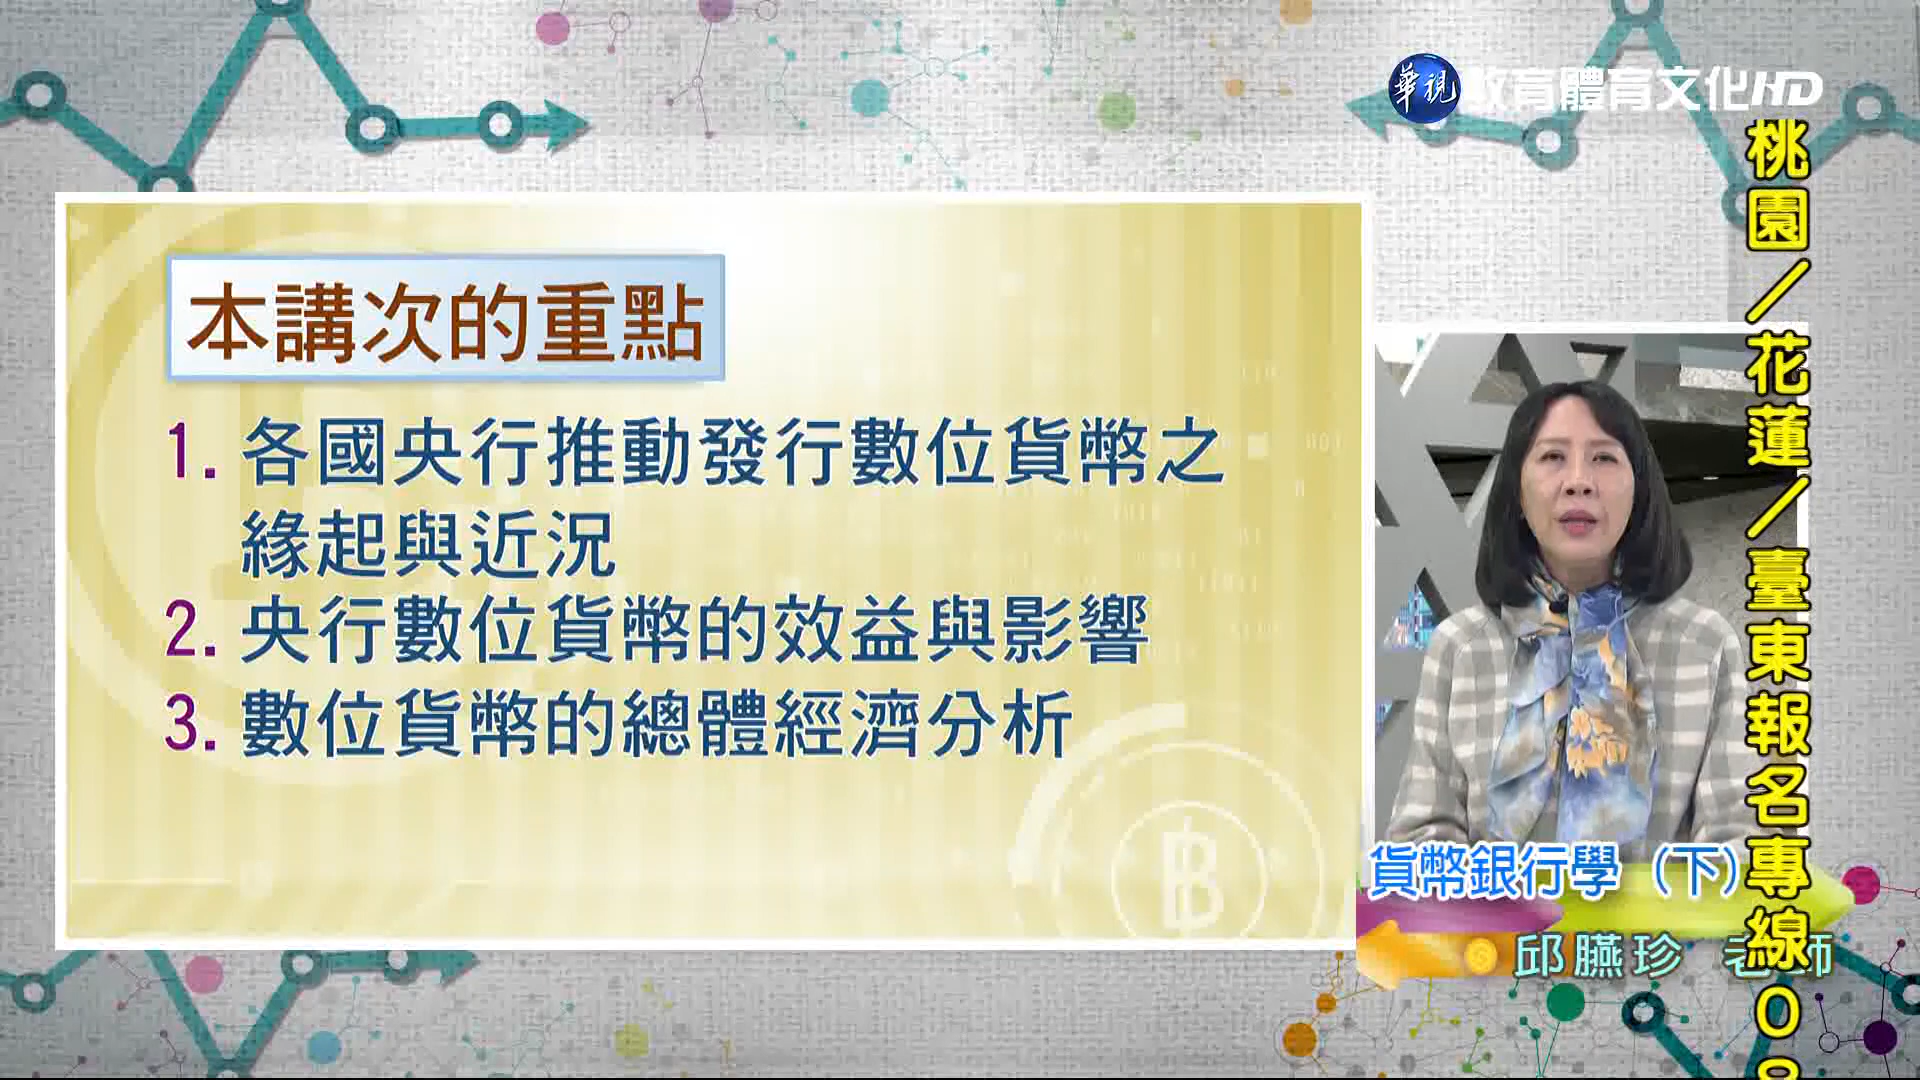 華視 教育體育文化HD
本講次的重點
1. 各國央行推動發行數位貨幣之
緣起與近況
2. 央行數位貨幣的效益與影響
3. 數位貨幣的總體經濟分析
貨幣銀行學（下）
邱臙珍 老師
桃園／花蓮／臺東報名專線０